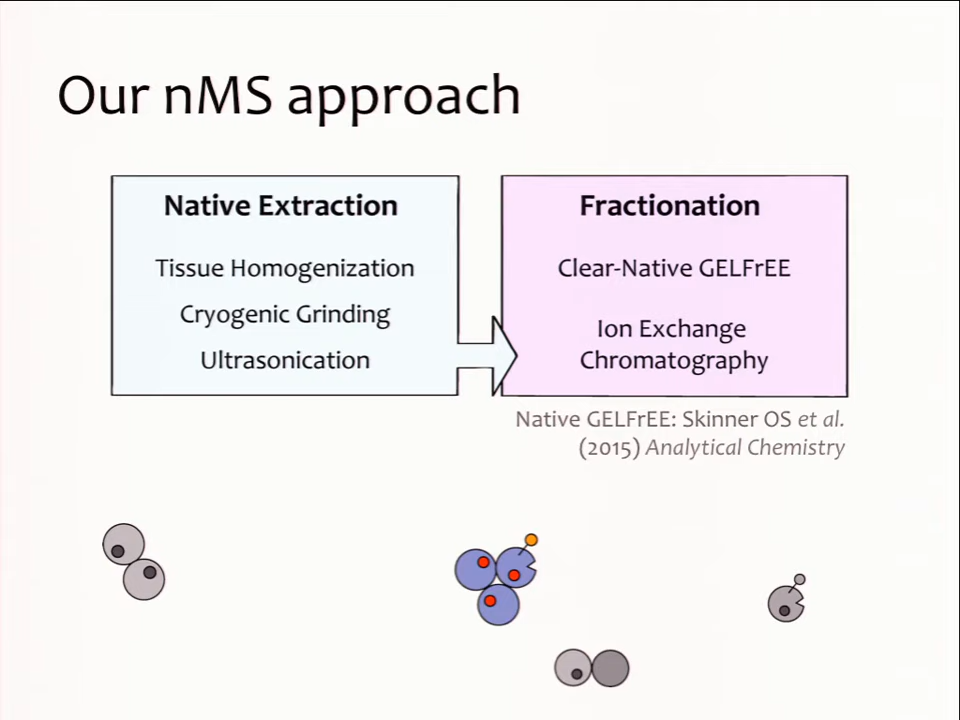 Our nMS approach
Native Extraction
Tissue Homogenization
Cryogenic Grinding
Ultrasonication
Fractionation
Clear-Native GELFrEE
Ion Exchange
Chromatography
Native GELFrEE: Skinner OS et al.
(2015) Analytical Chemistry